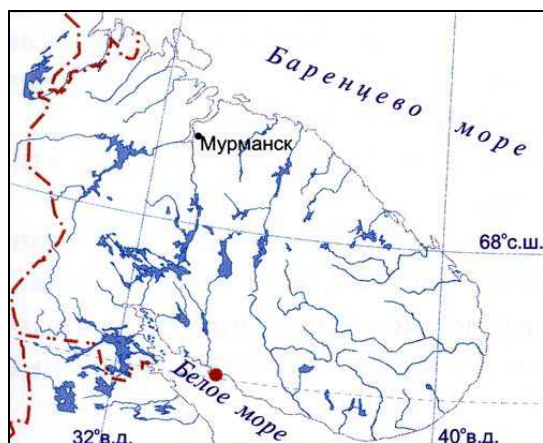 Баренцево море
Мурманск
68°с.ш.
Белое море
32°в.д.
40°в.д.